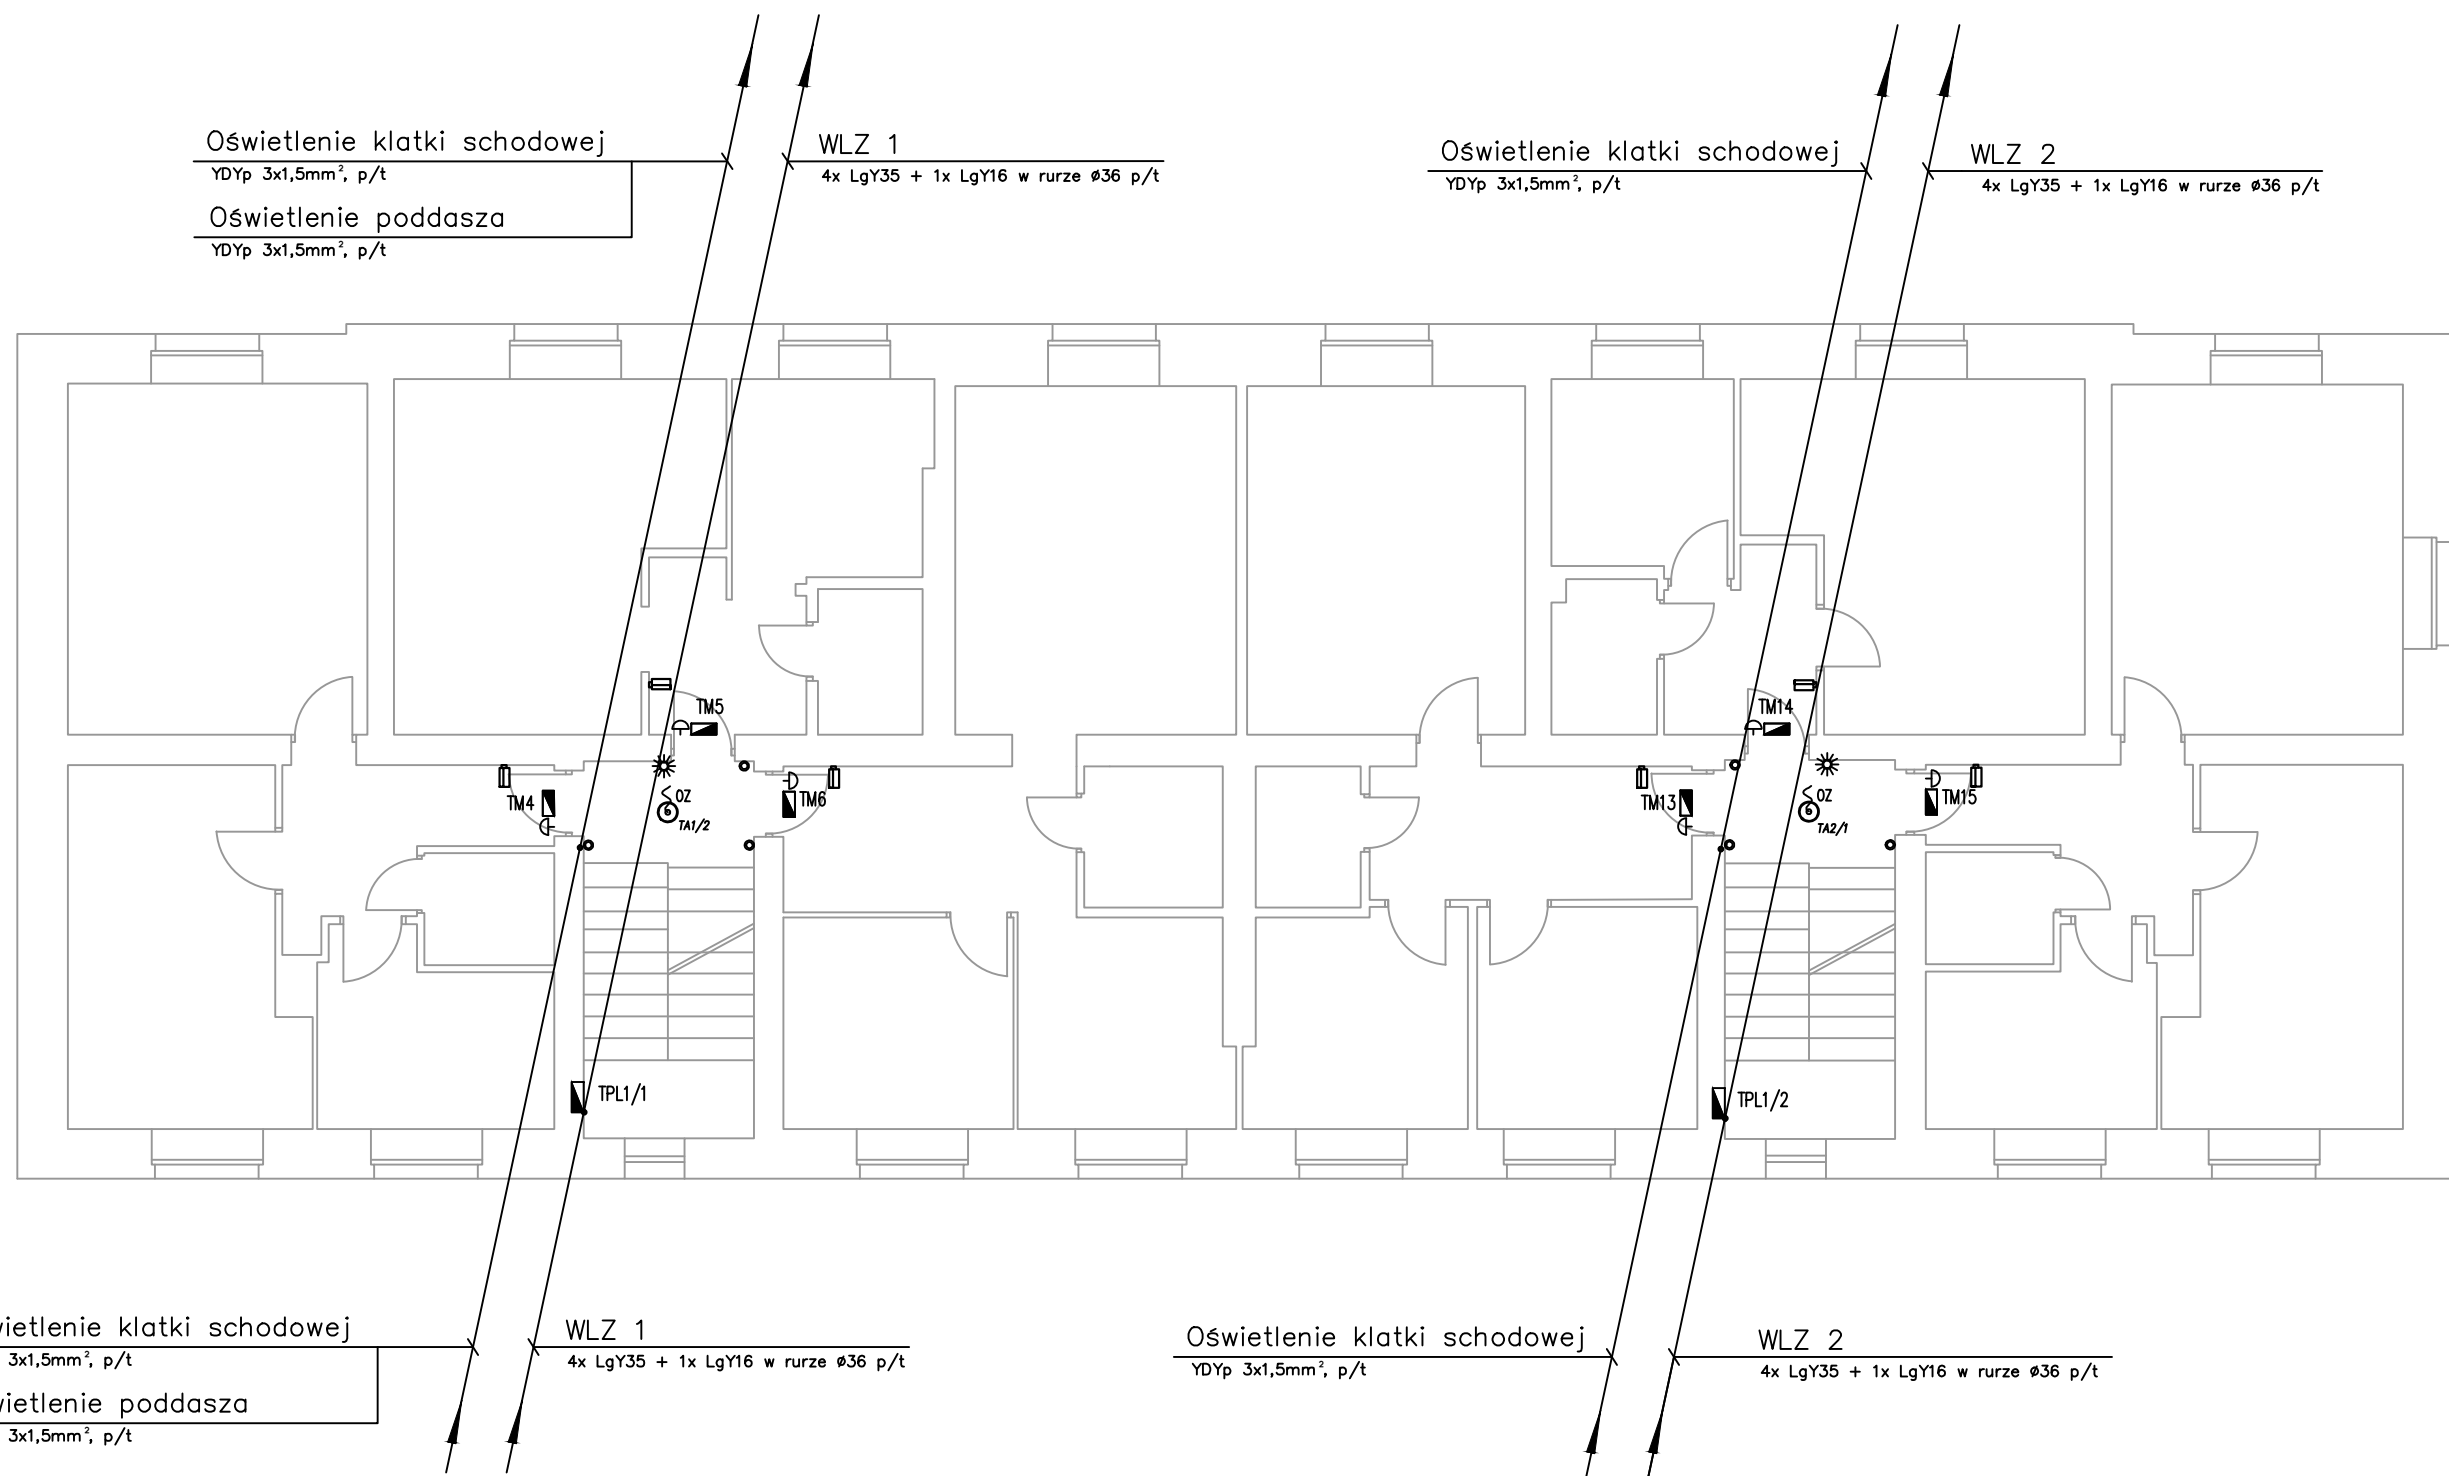 Oświetlenie klatki schodowej
YDYp 3x1,5mm², p/t
Oświetlenie poddasza
YDYp 3x1,5mm², p/t
WLZ 1
4x LgY35 + 1x LgY16 w rurze ø36 p/t
Oświetlenie klatki schodowej
YDYp 3x1,5mm², p/t
WLZ 2
4x LgY35 + 1x LgY16 w rurze ø36 p/t
TM5
TM4
OZ
TA1/2
TM6
TM14
TM13
OZ
TA2/1
TM15
TPL1/1
TPL1/2
wietlenie klatki schodowej
3x1,5mm², p/t
wietlenie poddasza
3x1,5mm², p/t
WLZ 1
4x LgY35 + 1x LgY16 w rurze ø36 p/t
Oświetlenie klatki schodowej
YDYp 3x1,5mm², p/t
WLZ 2
4x LgY35 + 1x LgY16 w rurze ø36 p/t